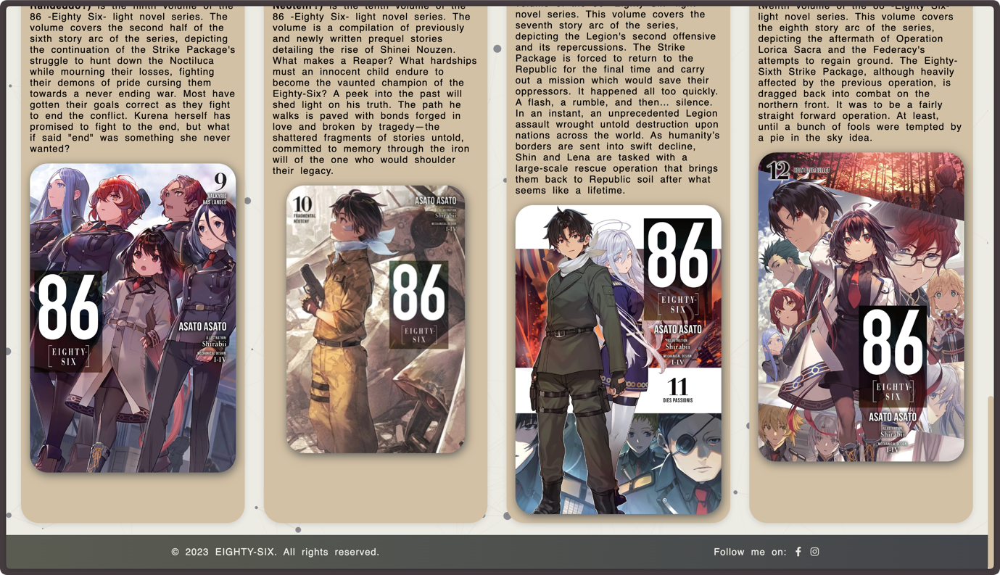 is the ninth volume of the
86 -Eighty Six- light novel series. The
volume covers the second half of the
sixth story arc of the series, depicting
the continuation of the Strike Package's
struggle to hunt down the Noctiluca
while mourning their losses, fighting
their demons of pride cursing them
towards a never ending war. Most have
gotten their goals correct as they fight
to end the conflict. Kurena herself has
promised to fight to the end, but what
if said "end" was something she never
wanted?
9
VALKYRIE
HAS LANDED
86
[EIGHTY-
SIX]
ASATO ASATO
ILLUSTRATION
Shirabii
MECHANICAL DESIGN
I-IV
is the tenth volume of the
86 -Eighty Six- light novel series. The
volume is a compilation of previously
and newly written prequel stories
detailing the rise of Shinei Nouzen.
What makes a Reaper? What hardships
must an innocent child endure to
become the vaunted champion of the
Eighty-Six? A peek into the past will
shed light on his truth. The path he
walks is paved with bonds forged in
love and broken by tragedy—the
shattered fragments of stories untold,
committed to memory through the iron
will of the one who would shoulder
their legacy.
10
FRAGMENTAL
NEOTENY
ASATO ASATO
ILLUSTRATION
Shirabii
MECHANICAL DESIGN
I-IV
86
[EIGHTY-
SIX]
volume of the 86 -Eighty Six- light
novel series. This volume covers the
seventh story arc of the series,
depicting the Legion's second offensive
and its repercussions. The Strike
Package is forced to return to the
Republic for the final time and carry
out a mission which would save their
oppressors. It happened all too quickly.
A flash, a rumble, and then... silence.
In an instant, an unprecedented Legion
assault wrought untold destruction upon
nations across the world. As humanity's
borders are sent into swift decline,
Shin and Lena are tasked with a
large-scale rescue operation that brings
them back to Republic soil after what
seems like a lifetime.
86
[EIGHTY-
SIX]
ASATO ASATO
ILLUSTRATION
Shirabii
MECHANICAL DESIGN
I-IV
11
DIES PASSIONIS
twelfth volume of the 86 -Eighty Six-
light novel series. This volume covers
the eighth story arc of the series,
depicting the aftermath of Operation
Lorica Sacra and the Federacy's
attempts to regain ground. The Eighty-
Sixth Strike Package, although heavily
affected by the previous operation, is
dragged back into combat on the
northern front. It was to be a fairly
straight forward operation. At least,
until a bunch of fools were tempted by
a pie in the sky idea.
12
HOLY BLUE BULLET
86
[EIGHTY-
SIX]
ASATO ASATO
ILLUSTRATION
Shirabii
MECHANICAL DESIGN
I-IV
© 2023 EIGHTY-SIX. All rights reserved.
Follow me on: